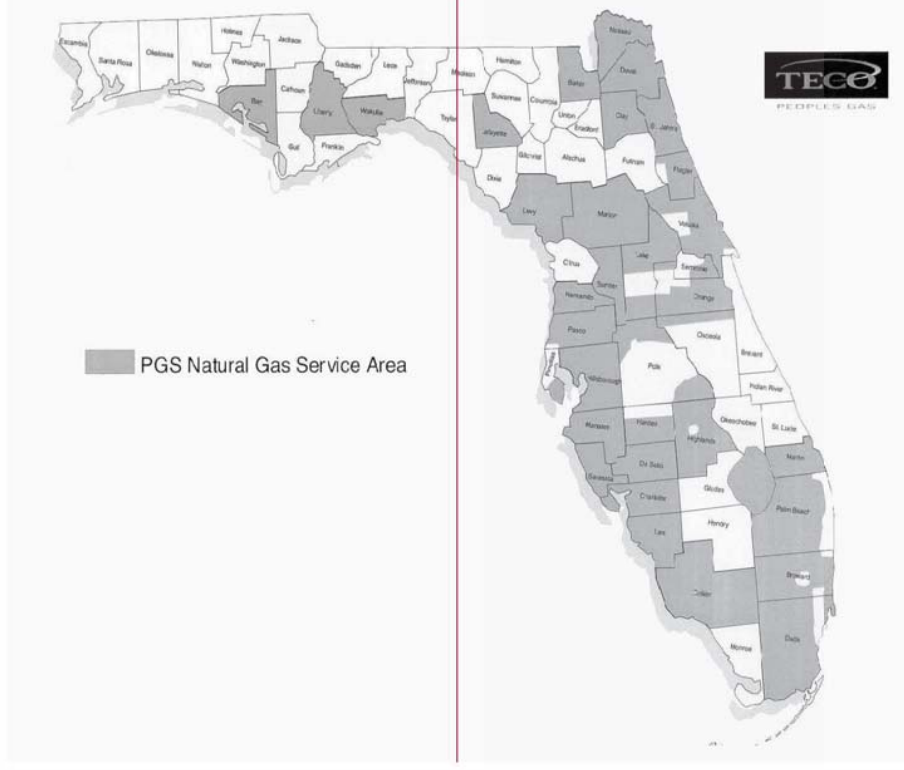 Nassau
Holmes
Jackson
Escambia
Santa Rosa
Okaloosa
Walton
Washington
Gadsden
Leon
Jefferson
Madison
Hamilton
Duval
Baker
TECO
PEOPLES GAS
Calhoun
Bay
Liberty
Wakulla
Suwannee
Columbia
Clay
St. Johns
Taylor
Lafayette
Union
Bradford
Gulf
Franklin
Gilchrist
Alachua
Putnam
Flagler
Dixie
Levy
Marion
Volusia
Citrus
Lake
Sumter
Seminole
Hernando
Orange
Pasco
Osceola
PGS Natural Gas Service Area
Pinellas
Polk
Brevard
Hillsborough
Indian River
Manatee
Hardee
Highlands
Okeechobee
St. Lucie
De Soto
Martin
Sarasota
Charlotte
Glades
Palm Beach
Lee
Hendry
Broward
Collier
Monroe
Dade